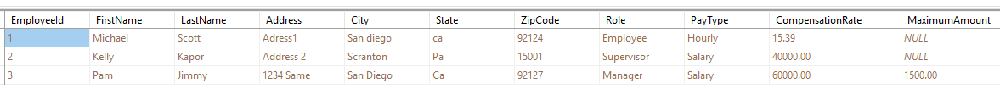 EmployeeId FirstName LastName Address City State ZipCode Role PayType CompensationRate MaximumAmount
1 Michael Scott Adress1 San diego ca 92124 Employee Hourly 15.39 NULL
2 Kelly Kapor Address 2 Scranton Pa 15001 Supervisor Salary 40000.00 NULL
3 Pam Jimmy 1234 Same San Diego Ca 92127 Manager Salary 60000.00 1500.00